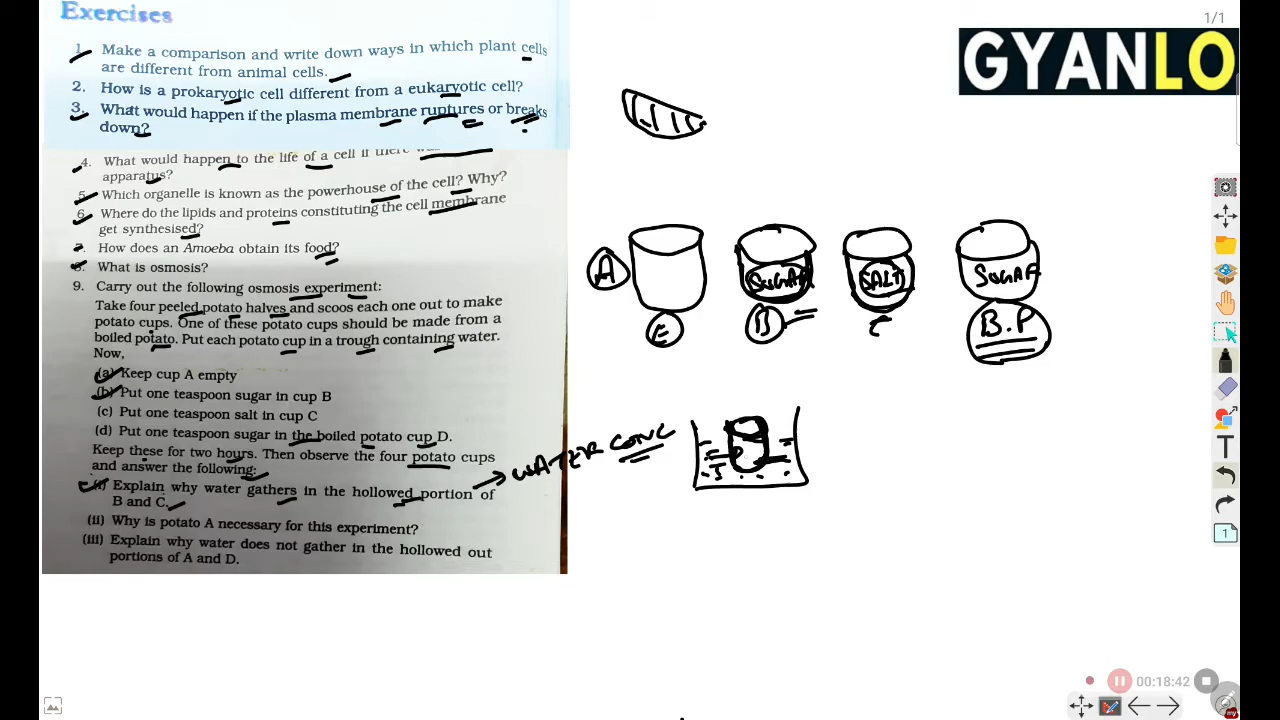 Exercises
1. Make a comparison and write down ways in which plant cells
are different from animal cells.
2. How is a prokaryotic cell different from a eukaryotic cell?
3. What would happen if the plasma membrane ruptures or breaks
down?
4. What would happen to the life of a cell if there
apparatus?
5. Which organelle is known as the powerhouse of the cell? Why?
6. Where do the lipids and proteins constituting the cell membrane
get synthesised?
7. How does an Amoeba obtain its food?
8. What is osmosis?
9. Carry out the following osmosis experiment:
Take four peeled potato halves and scoos each one out to make
potato cups. One of these potato cups should be made from a
boiled potato. Put each potato cup in a trough containing water.
Now,
(a) Keep cup A empty
(b) Put one teaspoon sugar in cup B
(c) Put one teaspoon salt in cup C
(d) Put one teaspoon sugar in the boiled potato cup D.
Keep these for two hours. Then observe the four potato cups
and answer the following:
(i) Explain why water gathers in the hollowed portion of
B and C.
(ii) Why is potato A necessary for this experiment?
(iii) Explain why water does not gather in the hollowed out
portions of A and D.
WATER CONC
1/1
GYANLO
A
SUGAR
SALT
SUGAR
E
B
C
B.P
T
1
00:18:42